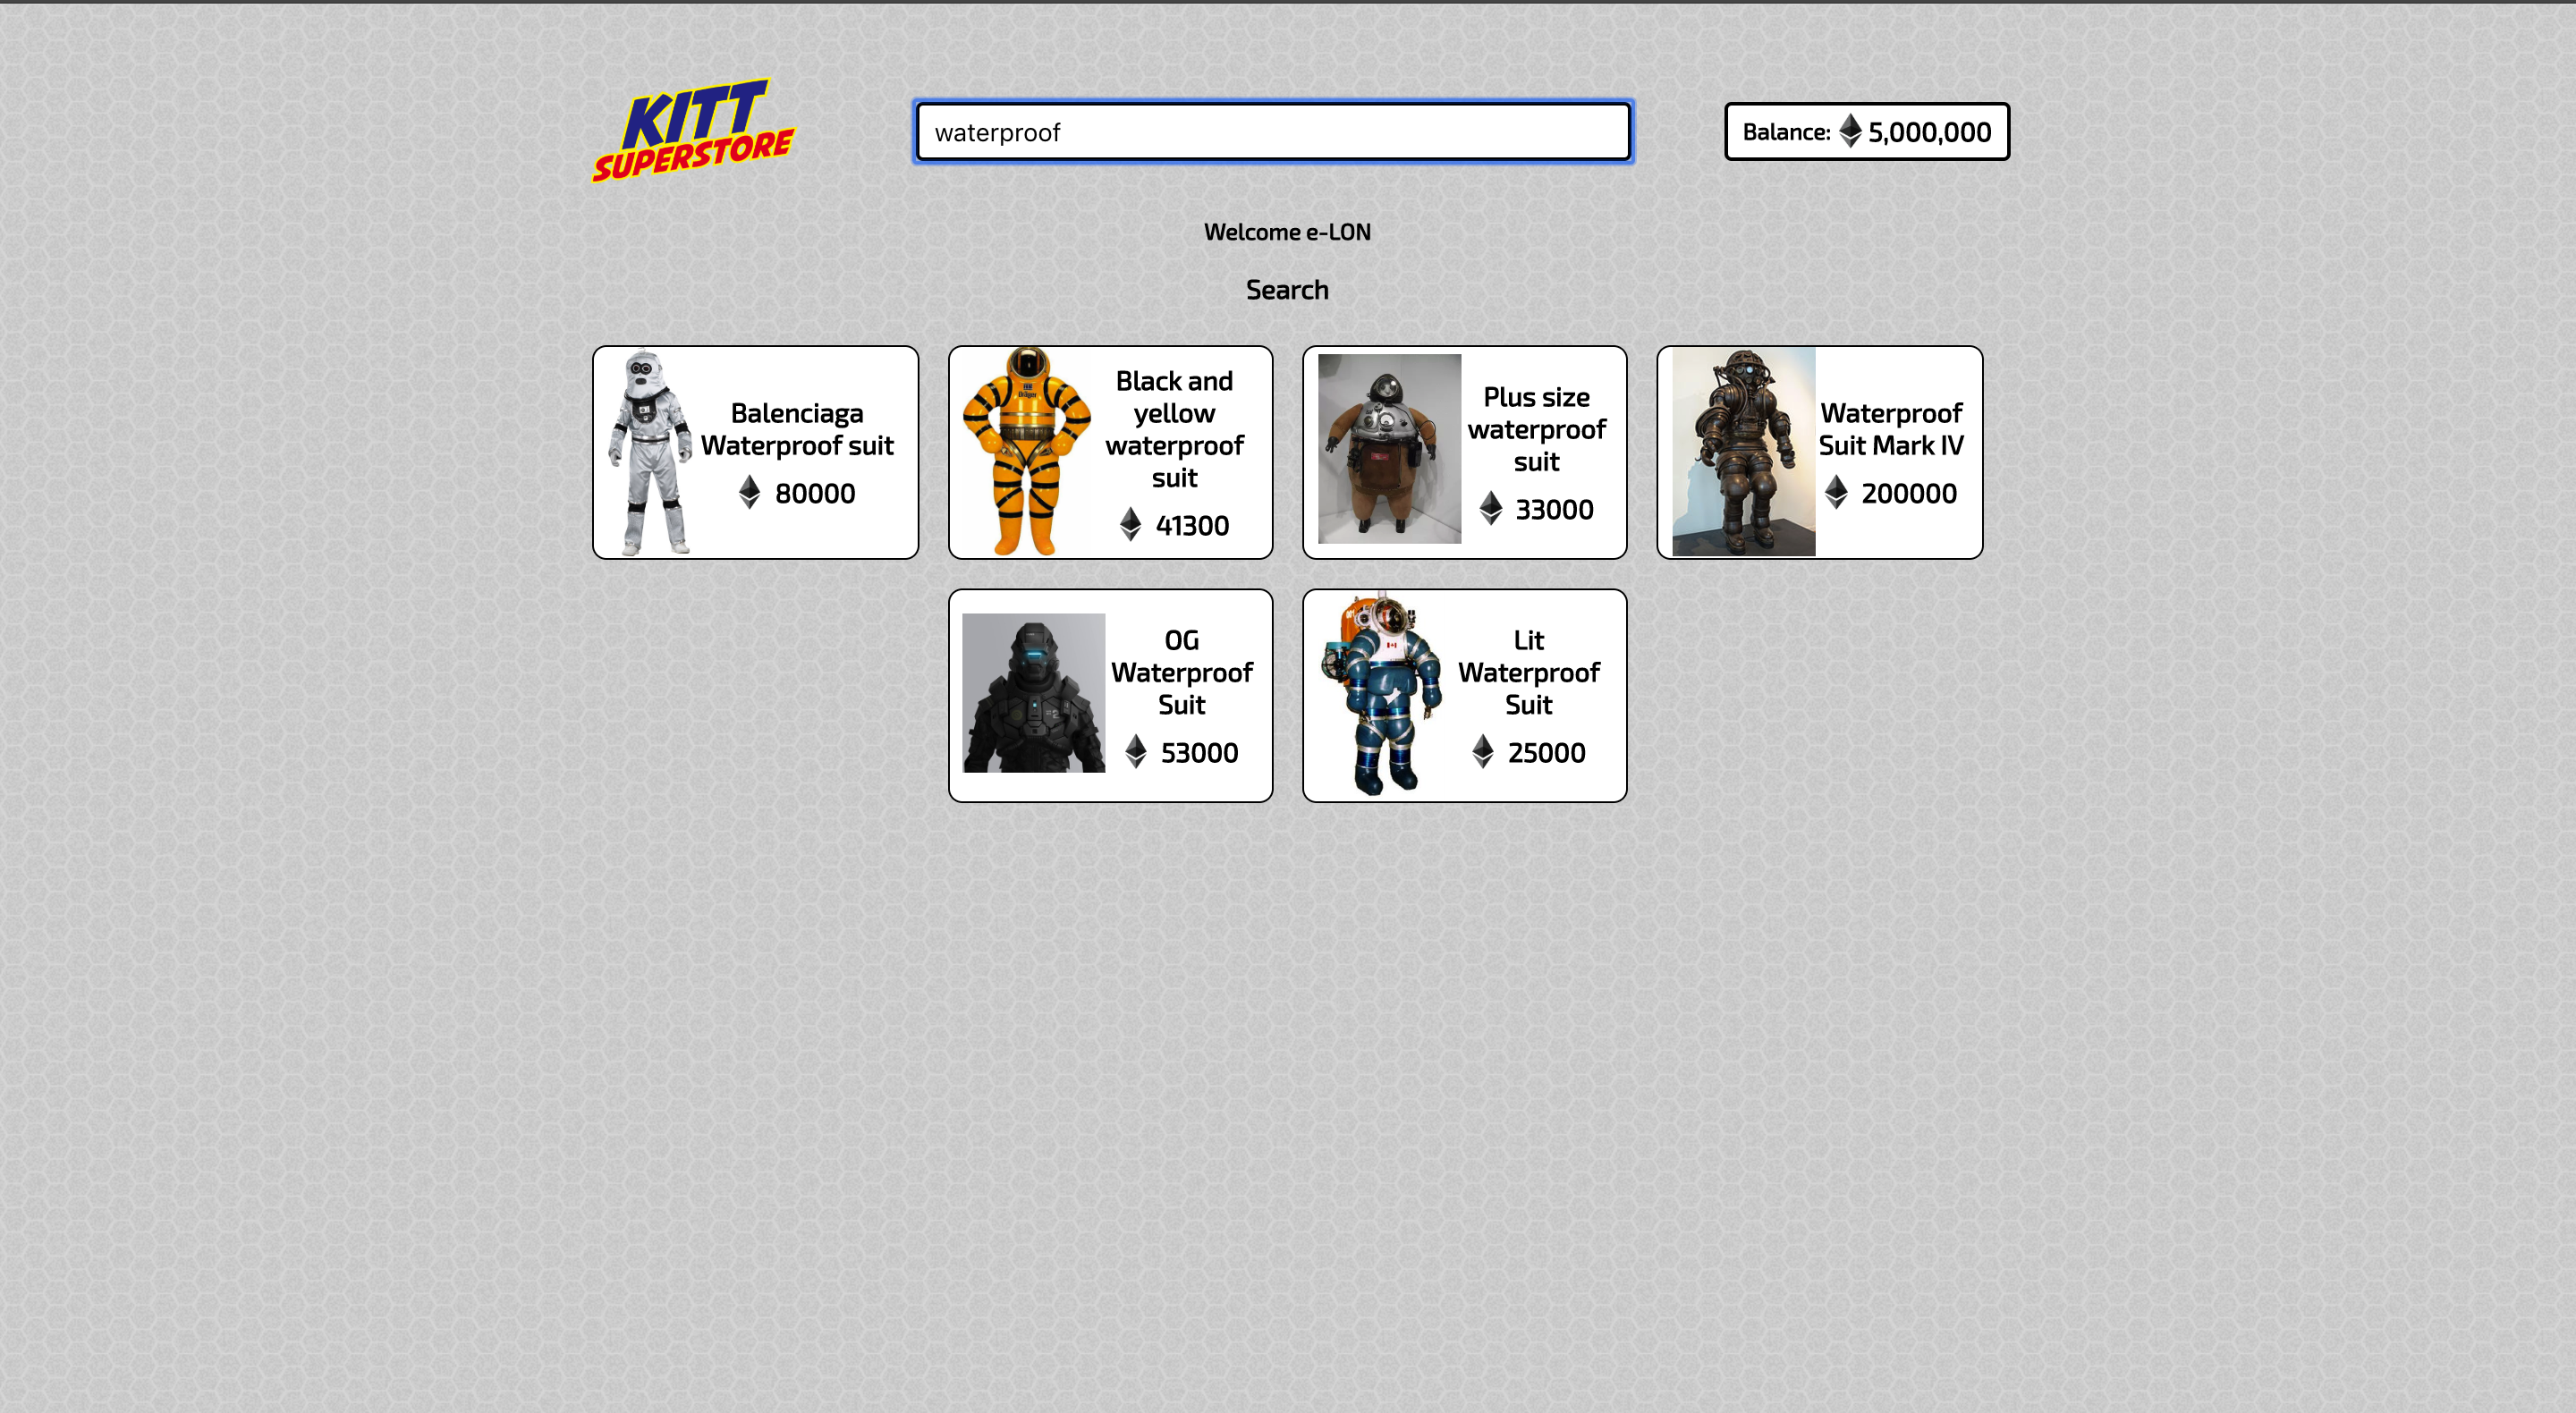 KITT
SUPERSTORE
waterproof
Balance: 5,000,000
Welcome e-LON
Search
Balenciaga
Waterproof suit
80000
Black and
yellow
waterproof
suit
41300
Plus size
waterproof
suit
33000
Waterproof
Suit Mark IV
200000
OG
Waterproof
Suit
53000
Lit
Waterproof
Suit
25000